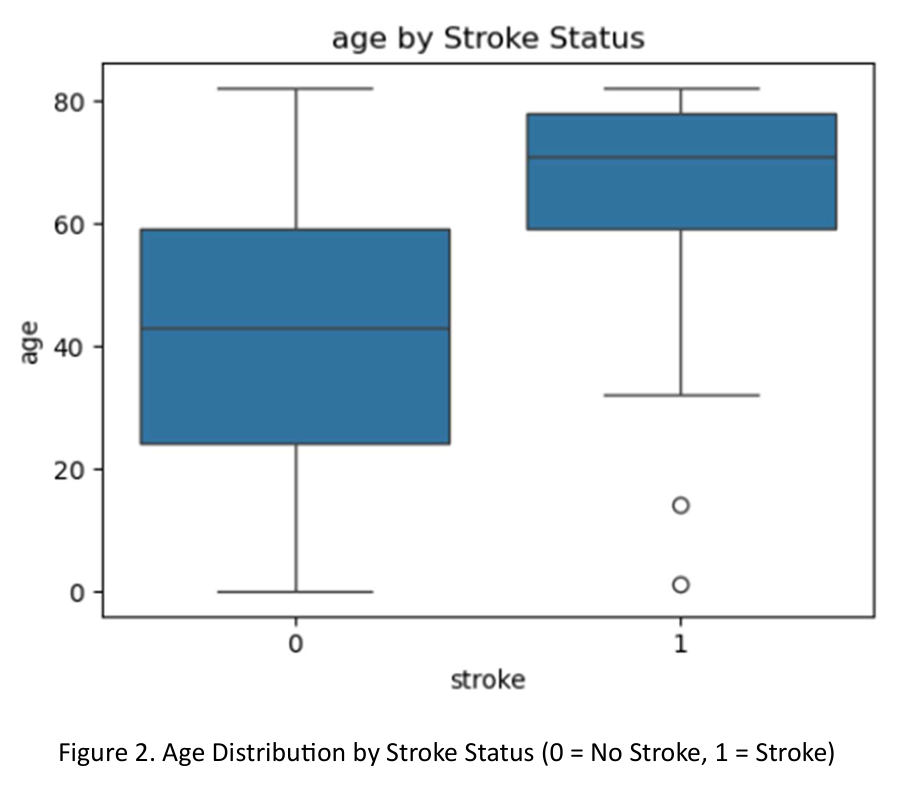 age by Stroke Status
80
60
40
20
0
age
0 1
stroke
Figure 2. Age Distribution by Stroke Status (0 = No Stroke, 1 = Stroke)